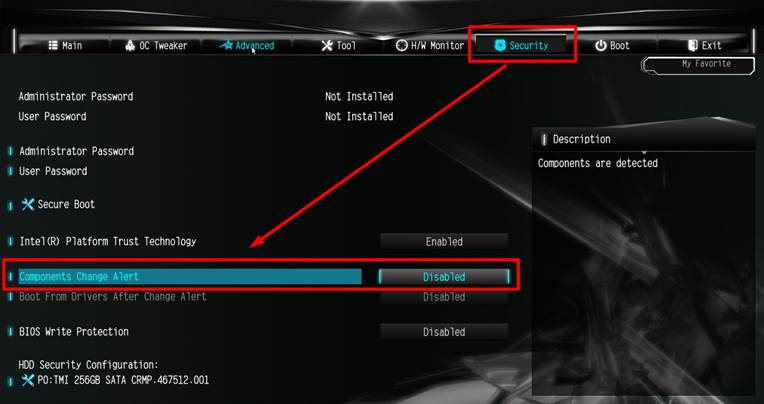 Main OC Tweaker Advanced Tool H/W Monitor Security Boot Exit
My Favorite
Administrator Password Not Installed
User Password Not Installed
Administrator Password
User Password
Secure Boot
Intel(R) Platform Trust Technology Enabled
Components Change Alert Disabled
Boot From Drivers After Change Alert Disabled
BIOS Write Protection Disabled
HDD Security Configuration:
P0:TMI 256GB SATA CRMP.467512.001
Description
Components are detected